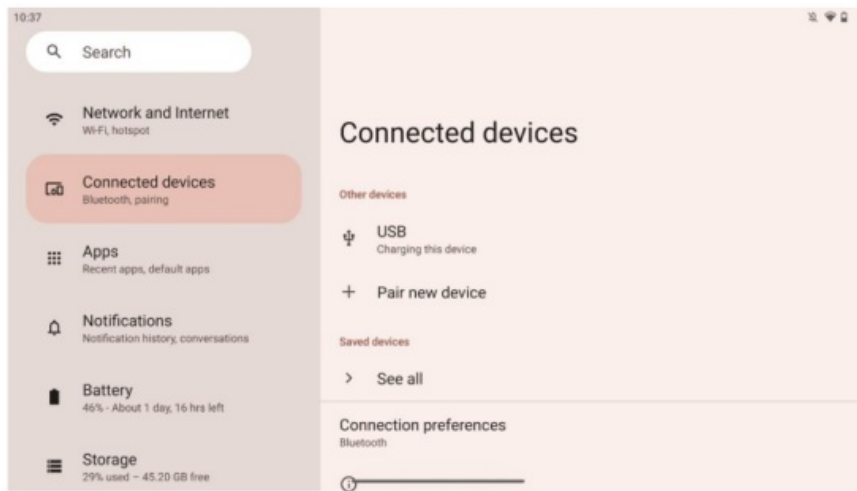 10:37
Search
Network and Internet
Wi-Fi, hotspot
Connected devices
Bluetooth, pairing
Apps
Recent apps, default apps
Notifications
Notification history, conversations
Battery
46% - About 1 day, 16 hrs left
Storage
29% used – 45.20 GB free
Connected devices
Other devices
USB
Charging this device
Pair new device
Saved devices
See all
Connection preferences
Bluetooth